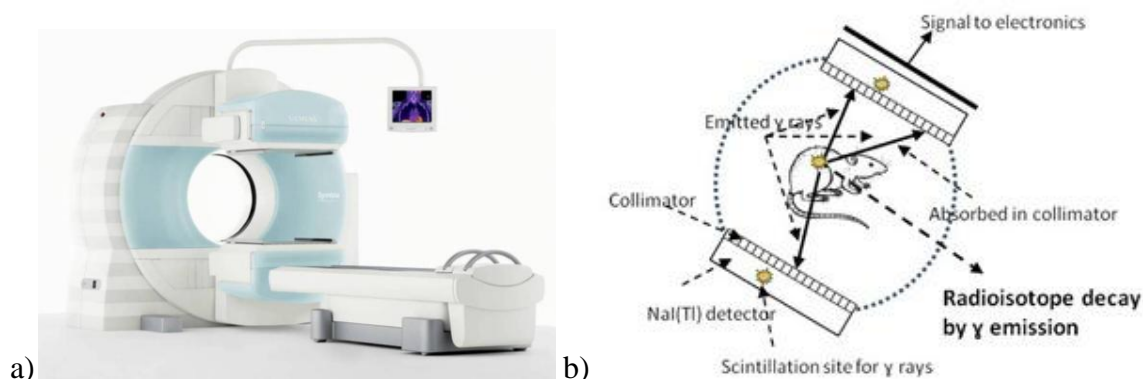 a)
SIEMENS
b)
Signal to electronics
Emitted ɣ rays
Collimator
Absorbed in collimator
NaI(Tl) detector
Radioisotope decay
by ɣ emission
Scintillation site for ɣ rays